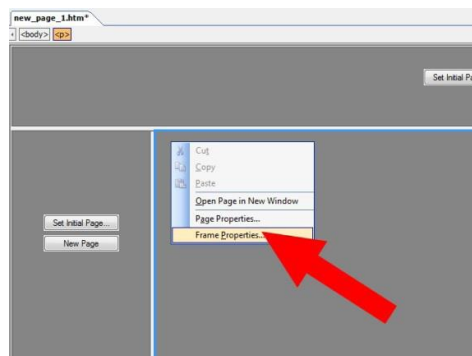 new_page_1.htm*
<body> <p>
Set Initial Pa
Cut
Copy
Paste
Open Page in New Window
Page Properties...
Frame Properties...
Set Initial Page...
New Page